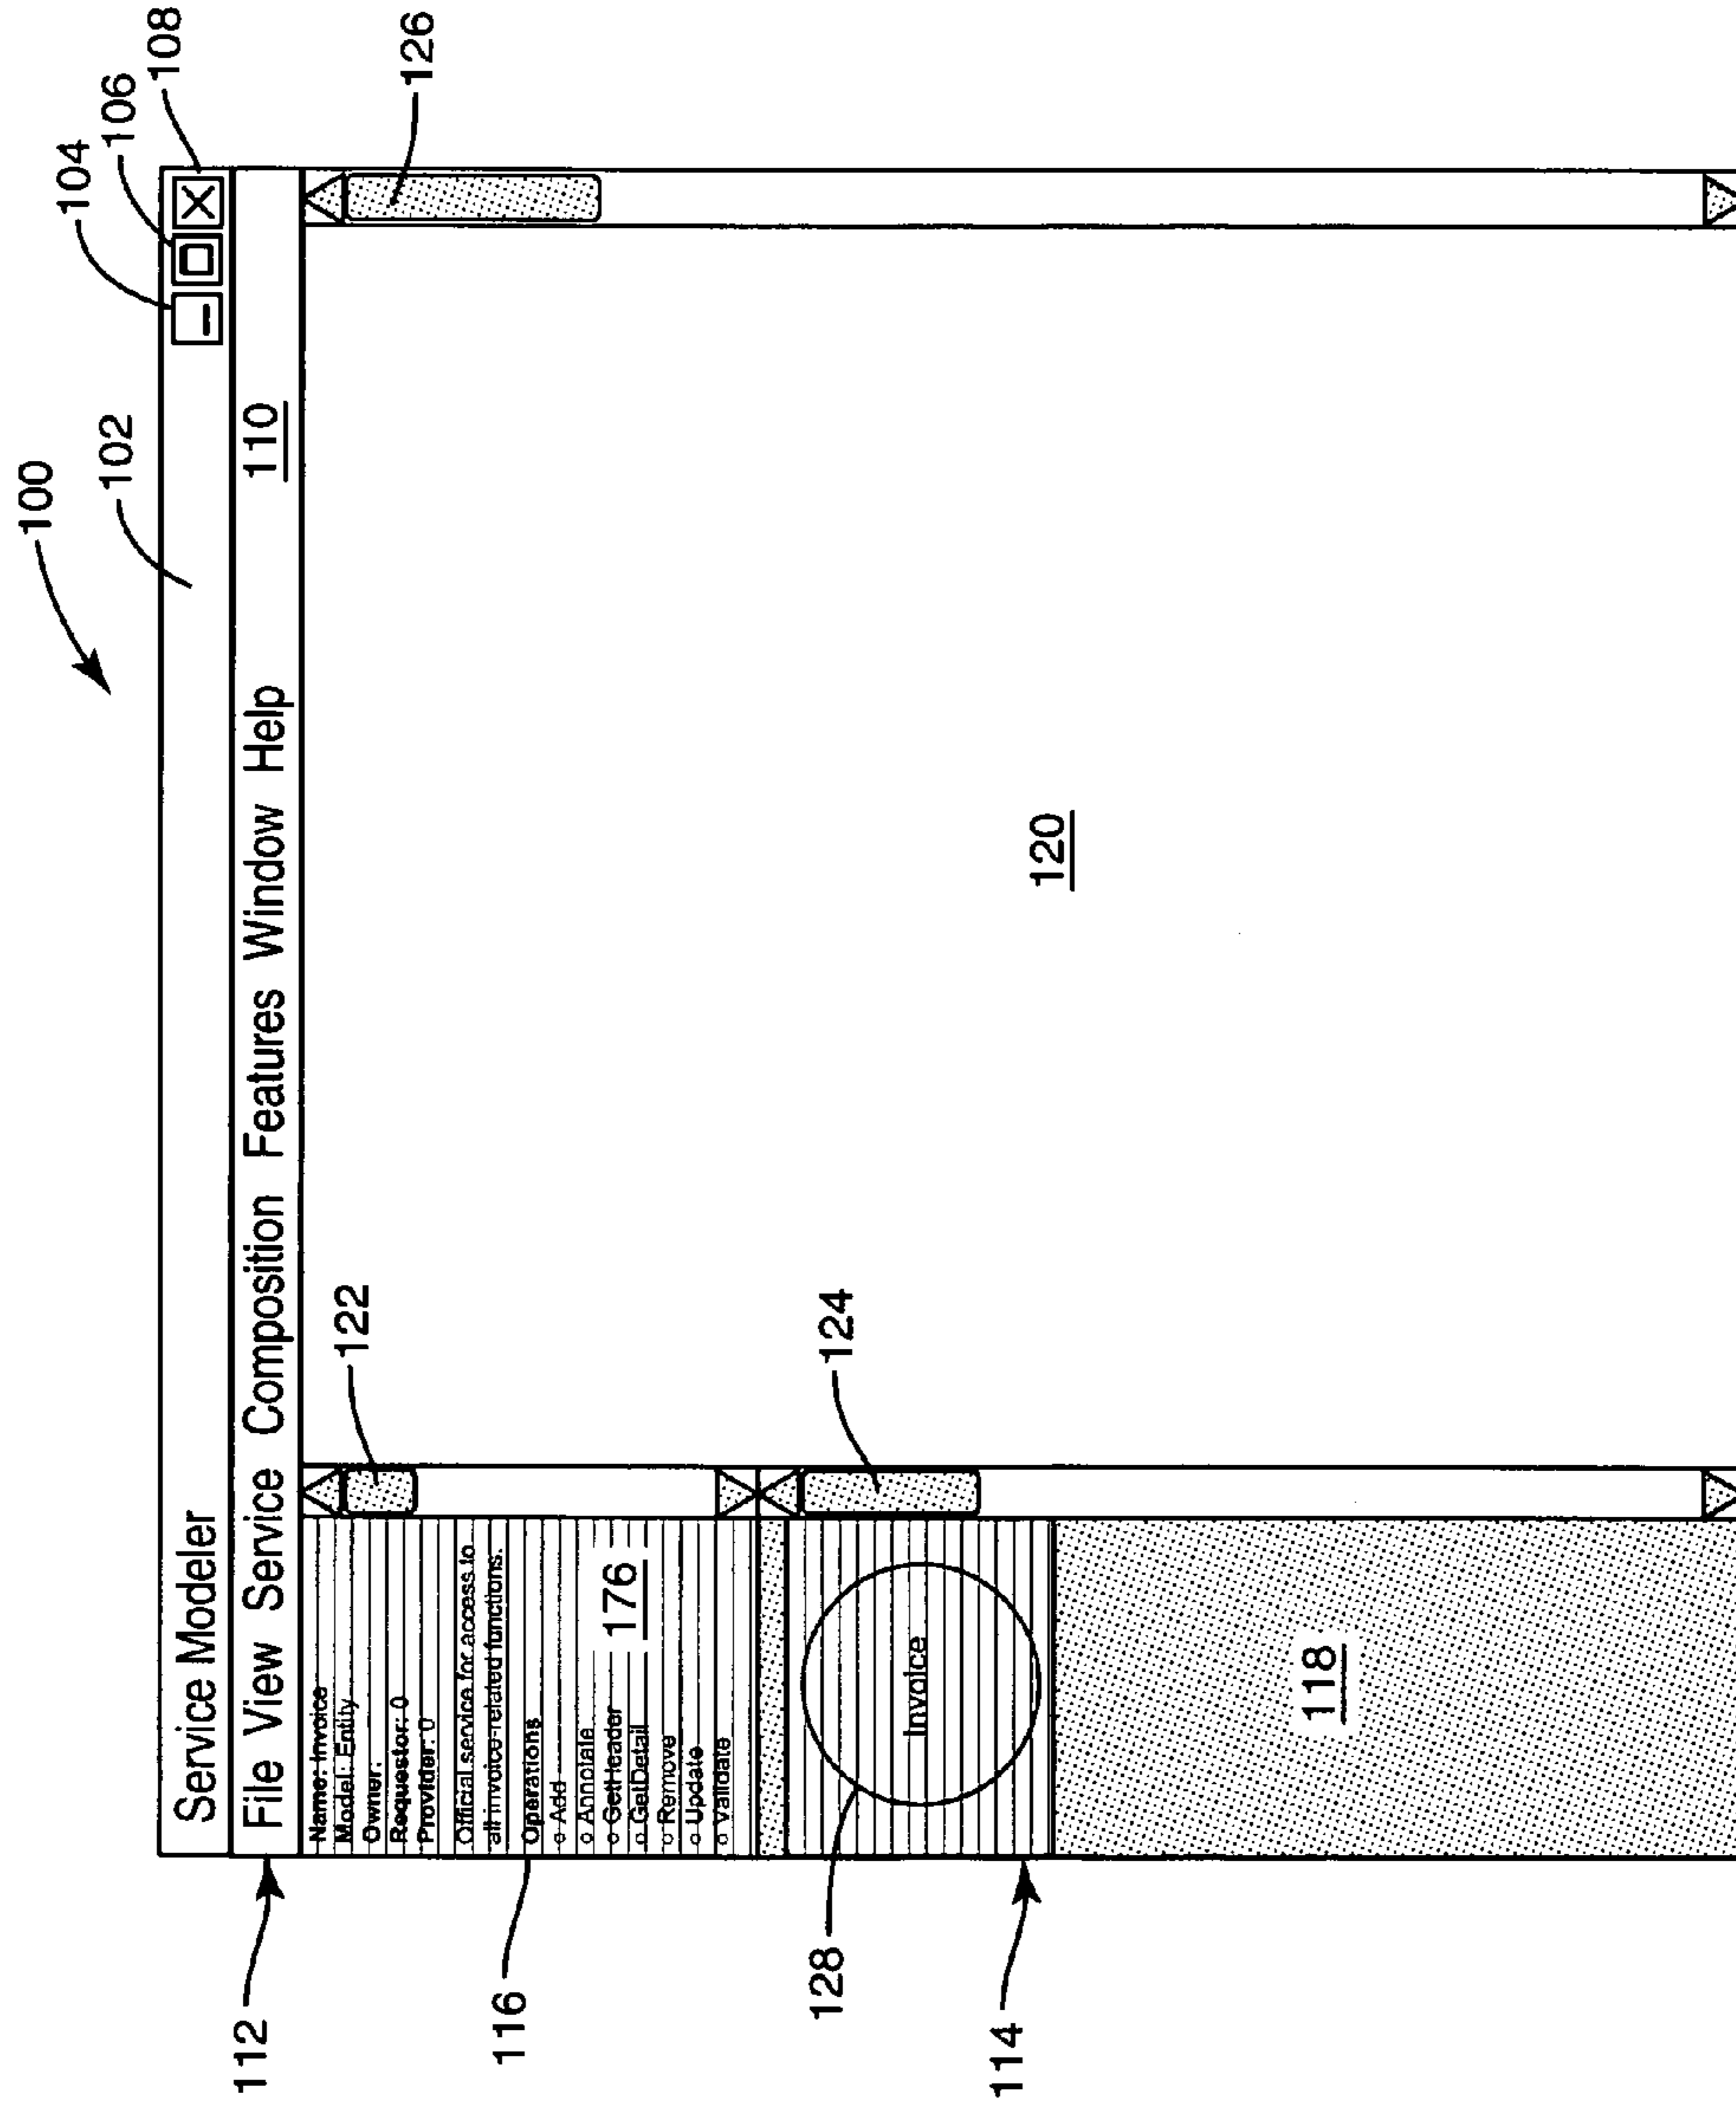 100
102
104
106
108
Service Modeler
112
File View Service Composition Features Window Help
110
116
Name: Invoice
Model: Entity
Owner:
Requestor: 0
Provider: 0
Official service for access to
all invoice-related functions.
Operations
o Add
o Annotate
o GetHeader
o GetDetail
o Remove
o Update
o Validate
176
122
126
128
Invoice
124
114
118
120